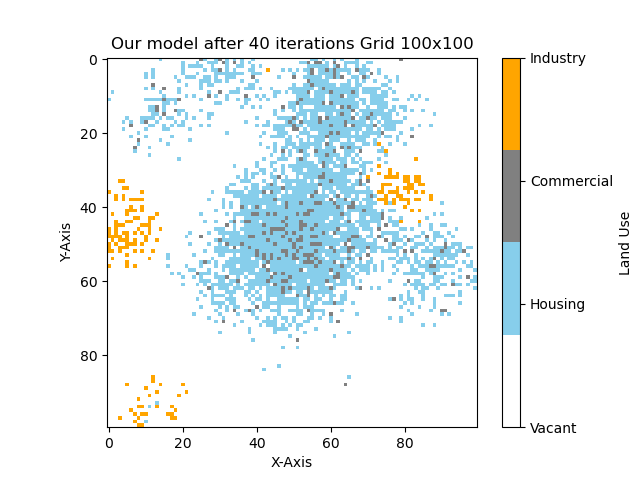 Our model after 40 iterations Grid 100x100
0
20
40
60
80
Y-Axis
0
20
40
60
80
X-Axis
Industry
Commercial
Housing
Vacant
Land Use